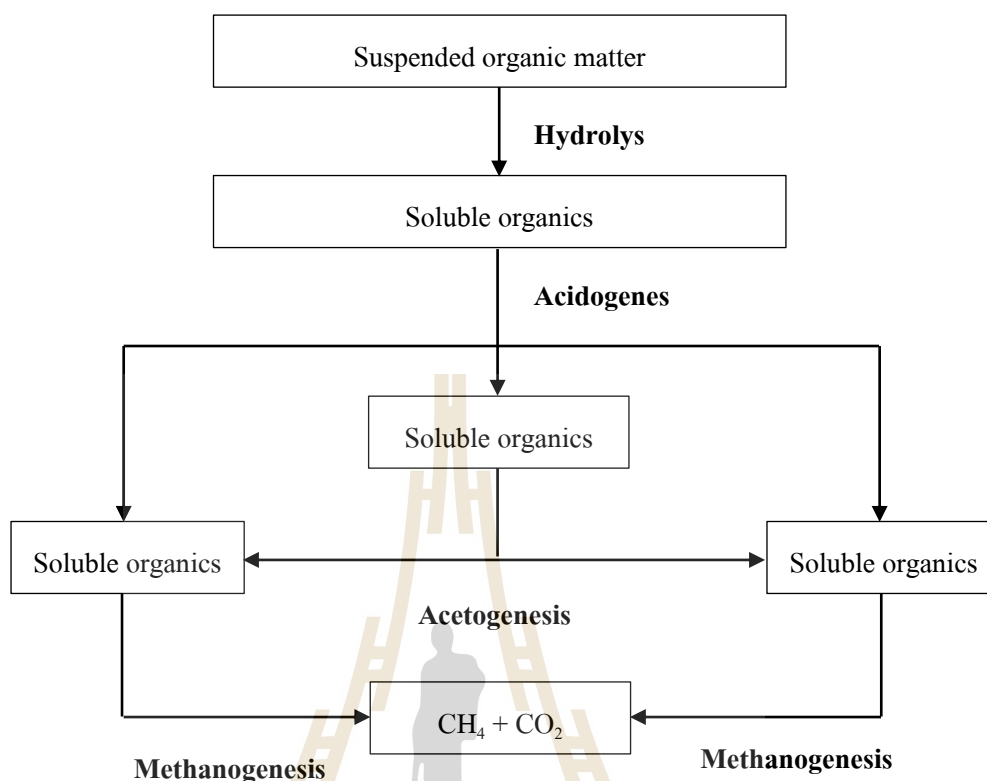 Suspended organic matter
Hydrolys
Soluble organics
Acidogenes
Soluble organics
Soluble organics
Soluble organics
Acetogenesis
CH₄ + CO₂
Methanogenesis
Methanogenesis